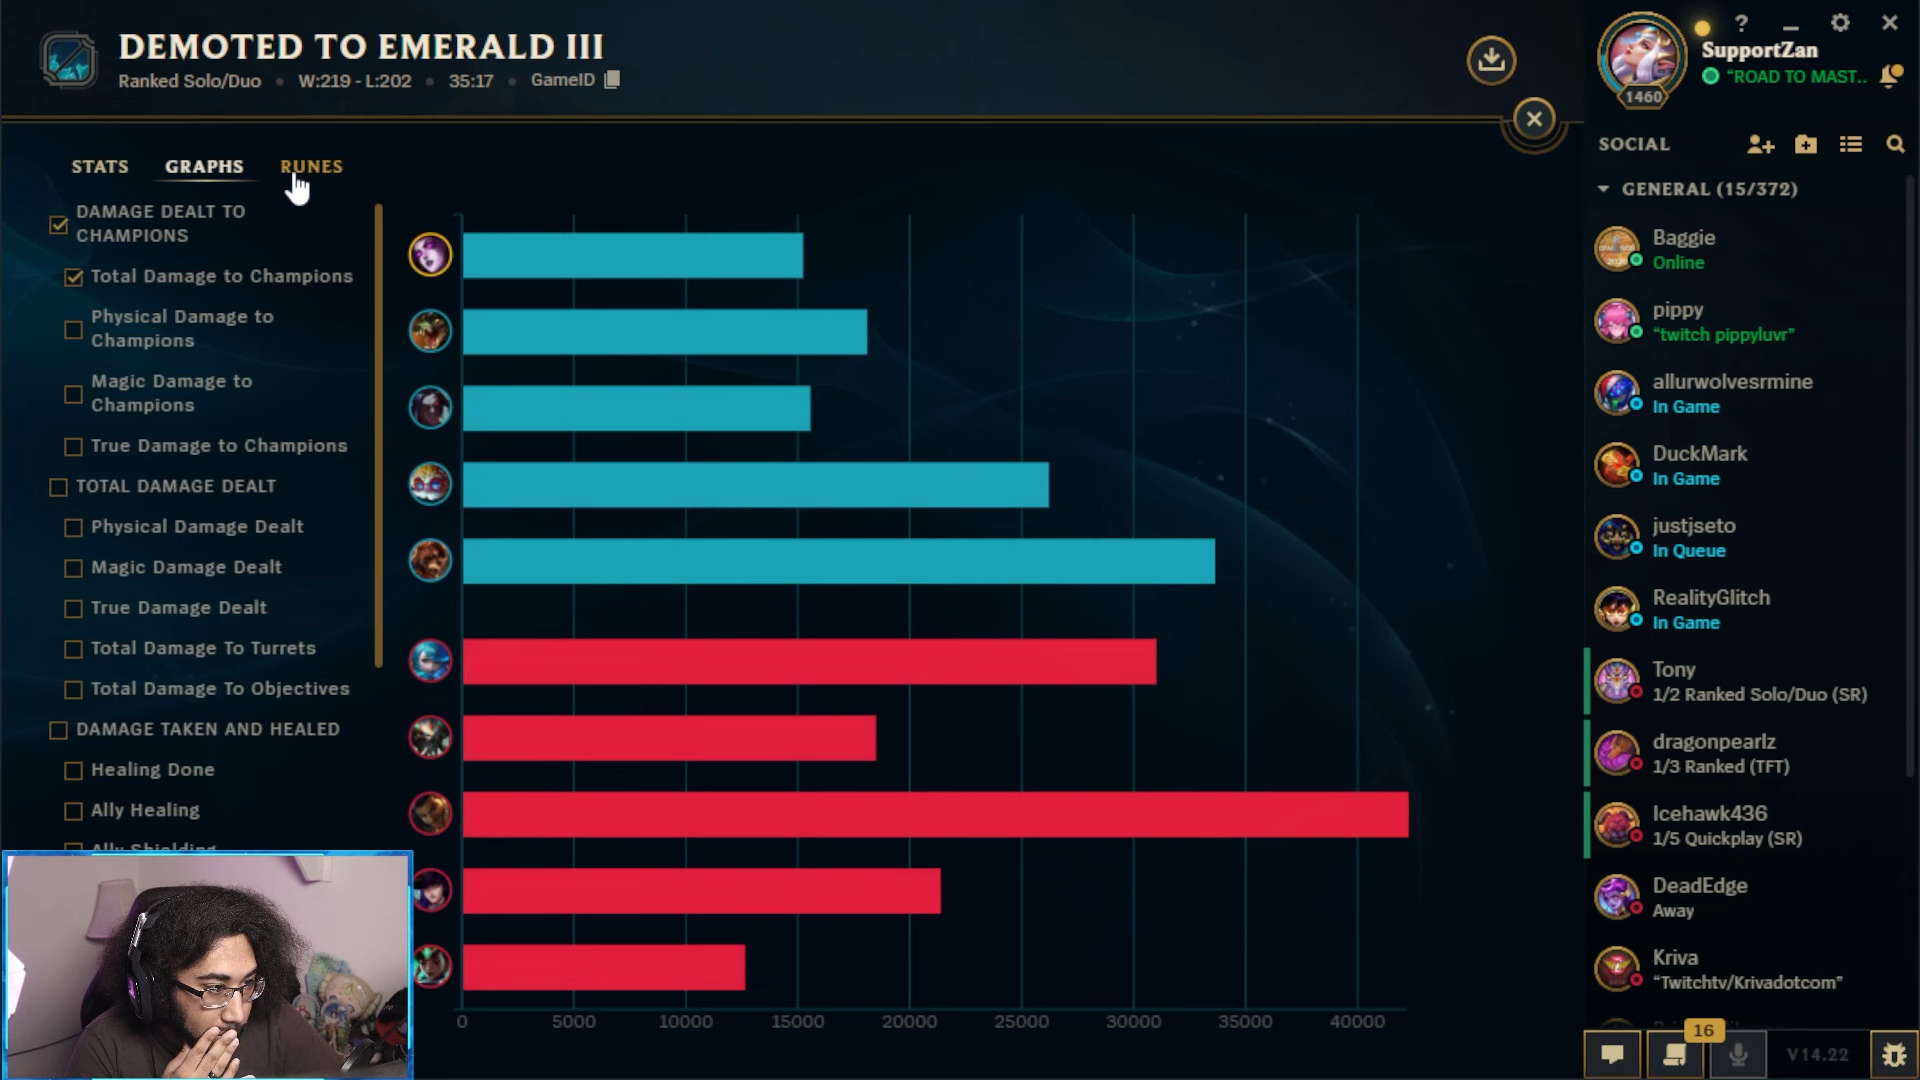 DEMOTED TO EMERALD III
Ranked Solo/Duo • W:219 - L:202 • 35:17 • GameID
STATS GRAPHS RUNES
DAMAGE DEALT TO
CHAMPIONS
Total Damage to Champions
Physical Damage to
Champions
Magic Damage to
Champions
True Damage to Champions
TOTAL DAMAGE DEALT
Physical Damage Dealt
Magic Damage Dealt
True Damage Dealt
Total Damage To Turrets
Total Damage To Objectives
DAMAGE TAKEN AND HEALED
Healing Done
Ally Healing
Ally Shielding
0 5000 10000 15000 20000 25000 30000 35000 40000
?
SupportZan
“ROAD TO MAST..
1460
SOCIAL
GENERAL (15/372)
Baggie
Online
pippy
“twitch pippyluvr”
allurwolvesrmine
In Game
DuckMark
In Game
justjseto
In Queue
RealityGlitch
In Game
Tony
1/2 Ranked Solo/Duo (SR)
dragonpearlz
1/3 Ranked (TFT)
Icehawk436
1/5 Quickplay (SR)
DeadEdge
Away
Kriva
“Twitchtv/Krivadotcom”
16
V14.22